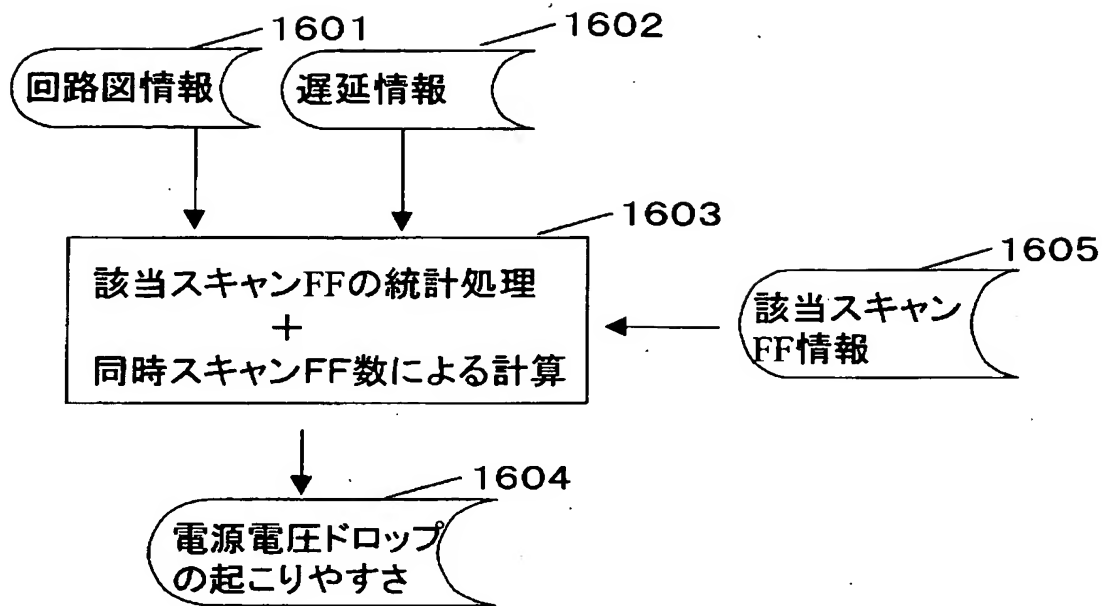 1601
1602
回路図情報
遅延情報
1603
該当スキャンFFの統計処理
+
同時スキャンFF数による計算
1605
該当スキャン
FF情報
1604
電源電圧ドロップ
の起こりやすさ